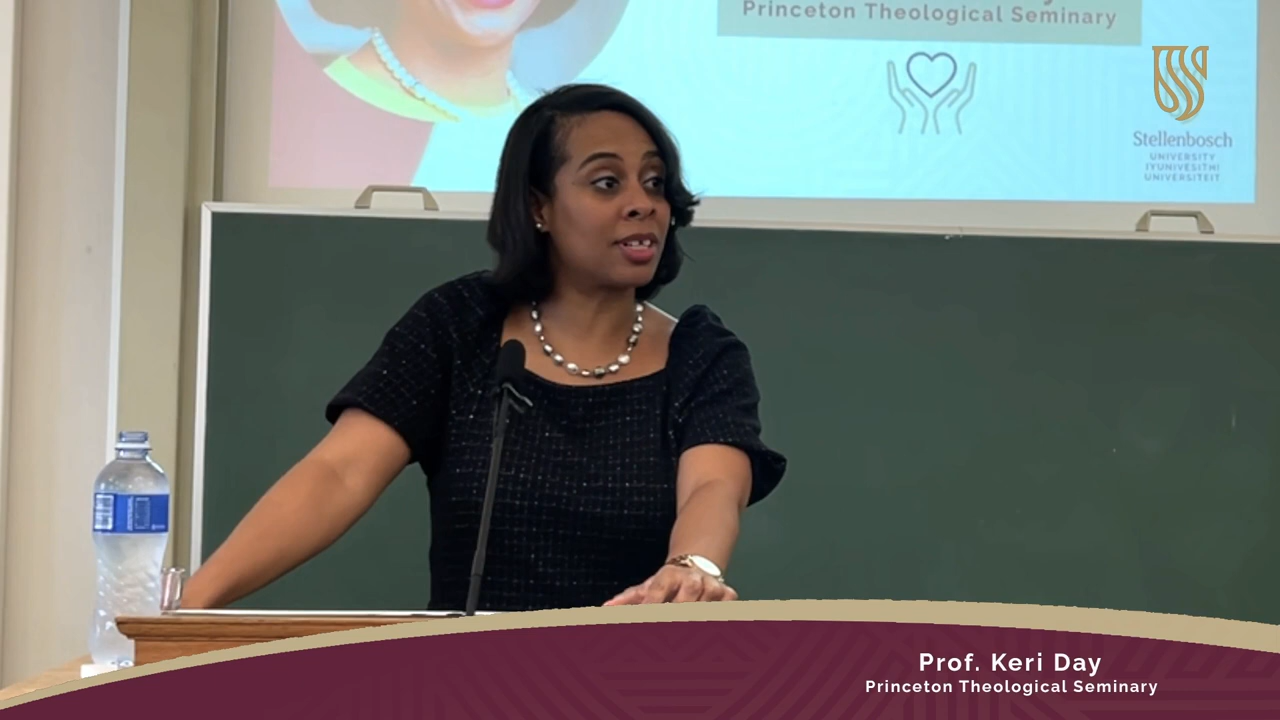 Princeton Theological Seminary
Stellenbosch
UNIVERSITY
IYUNIVESITHI
UNIVERSITEIT
Prof. Keri Day
Princeton Theological Seminary